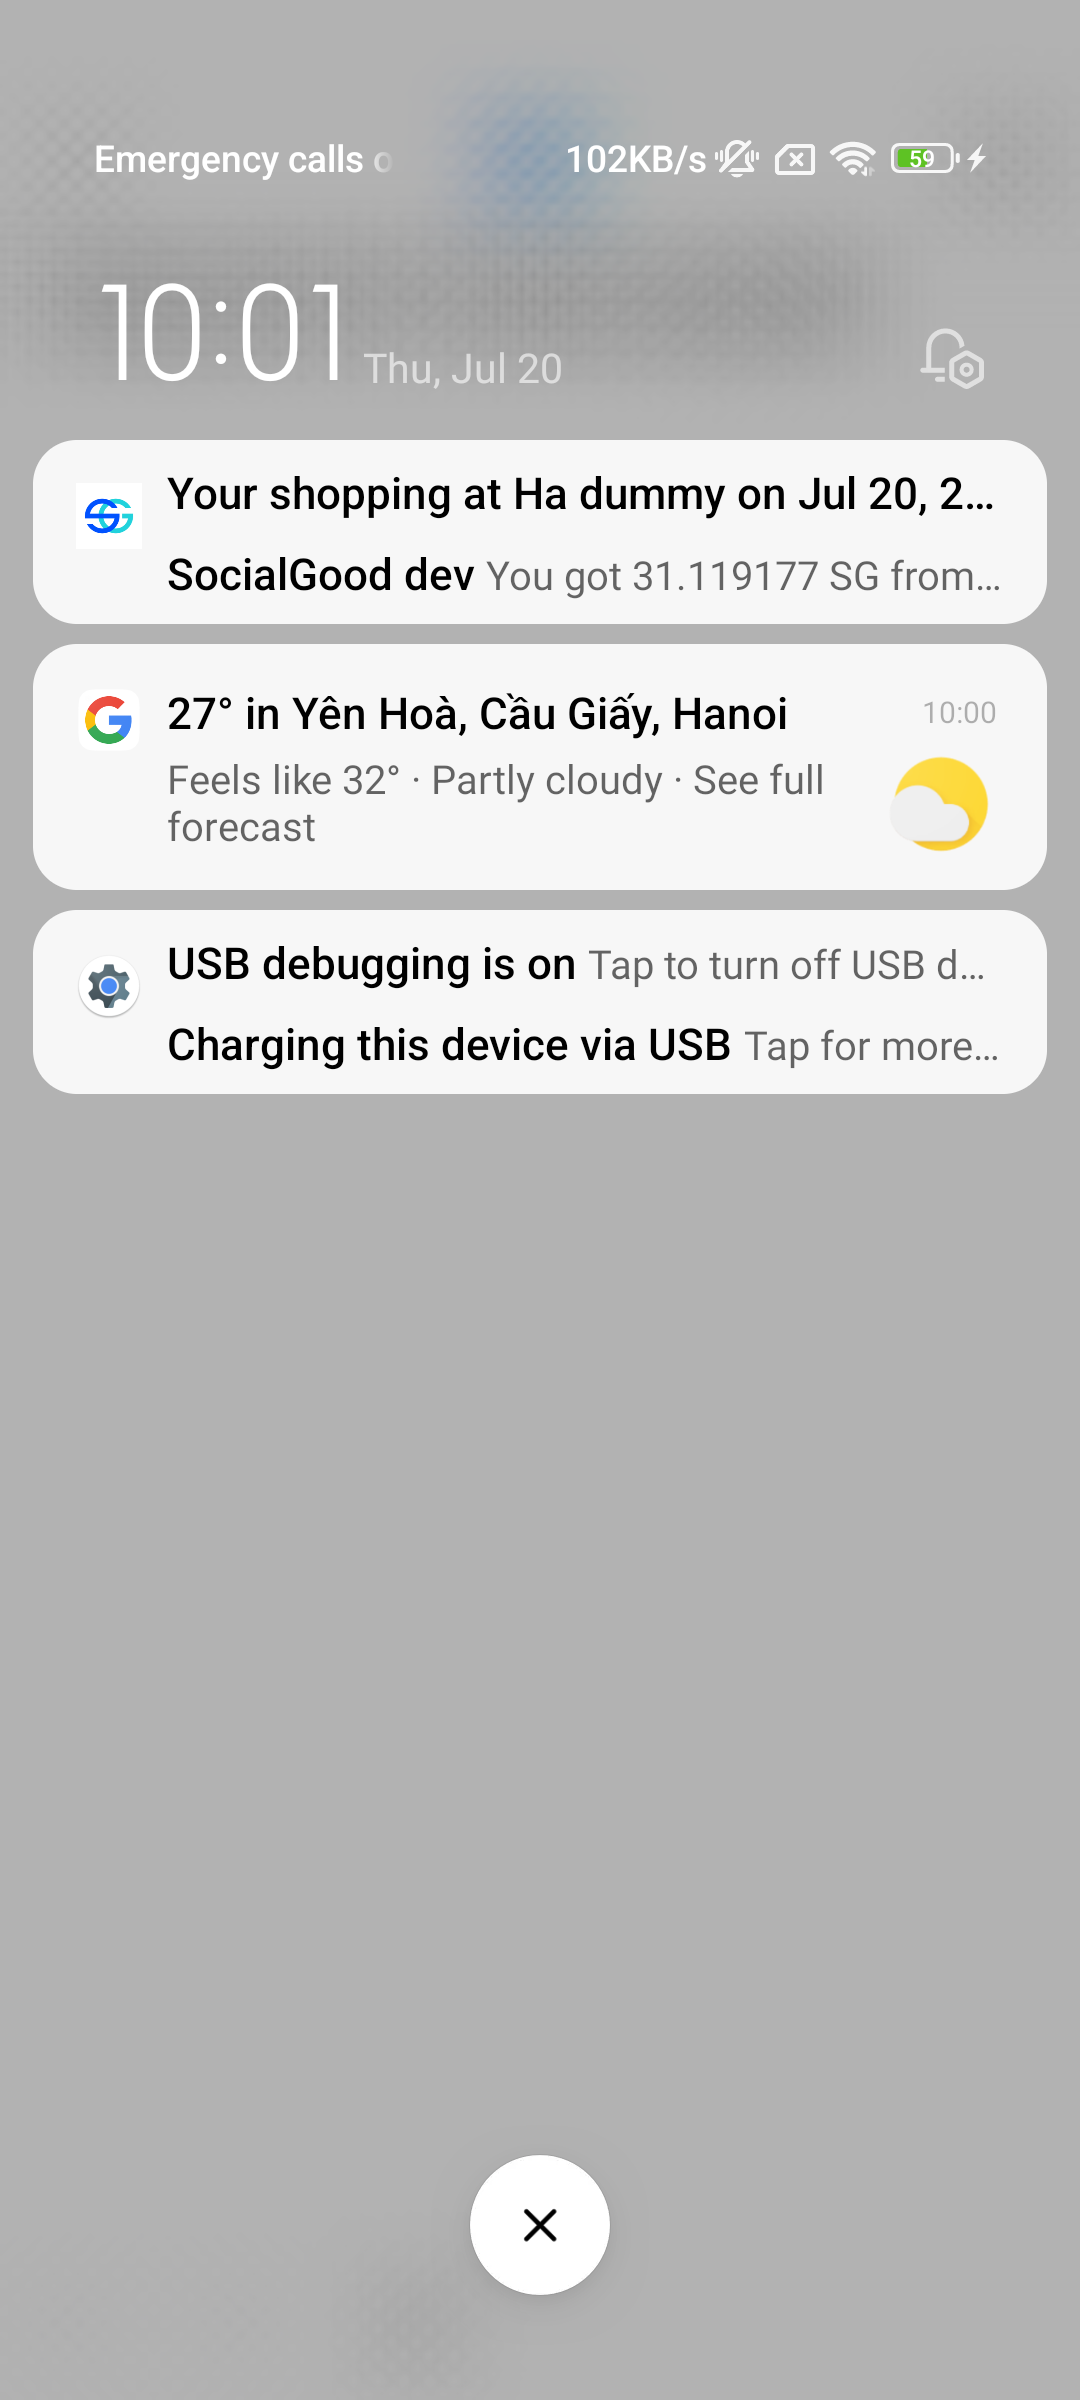 Emergency calls
102KB/s 59
10:01 Thu, Jul 20
Your shopping at Ha dummy on Jul 20, 2...
SocialGood dev You got 31.119177 SG from...
27° in Yên Hoà, Cầu Giấy, Hanoi 10:00
Feels like 32° · Partly cloudy · See full
forecast
USB debugging is on Tap to turn off USB d...
Charging this device via USB Tap for more...